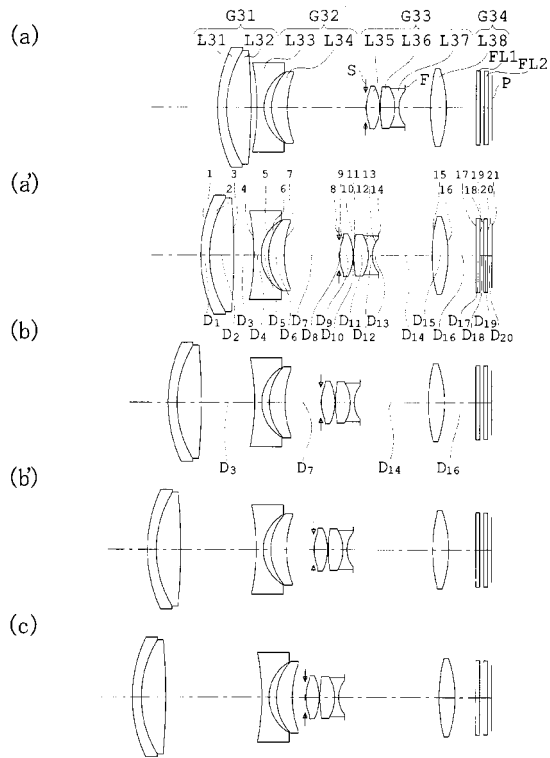 (a)
G31 G32 G33 G34
L31 L32 L33 L34 L35 L36 L37 L38
FL1
FL2
S
F
P
(a')
1 3 5 7 9 11 13 15 17 19 21
2 4 6 8 10 12 14 16 18 20
D1 D3 D5 D7 D9 D11 D13 D15 D17 D19
D2 D4 D6 D8 D10 D12 D14 D16 D18 D20
(b)
D3 D7 D14 D16
(b')
(c)